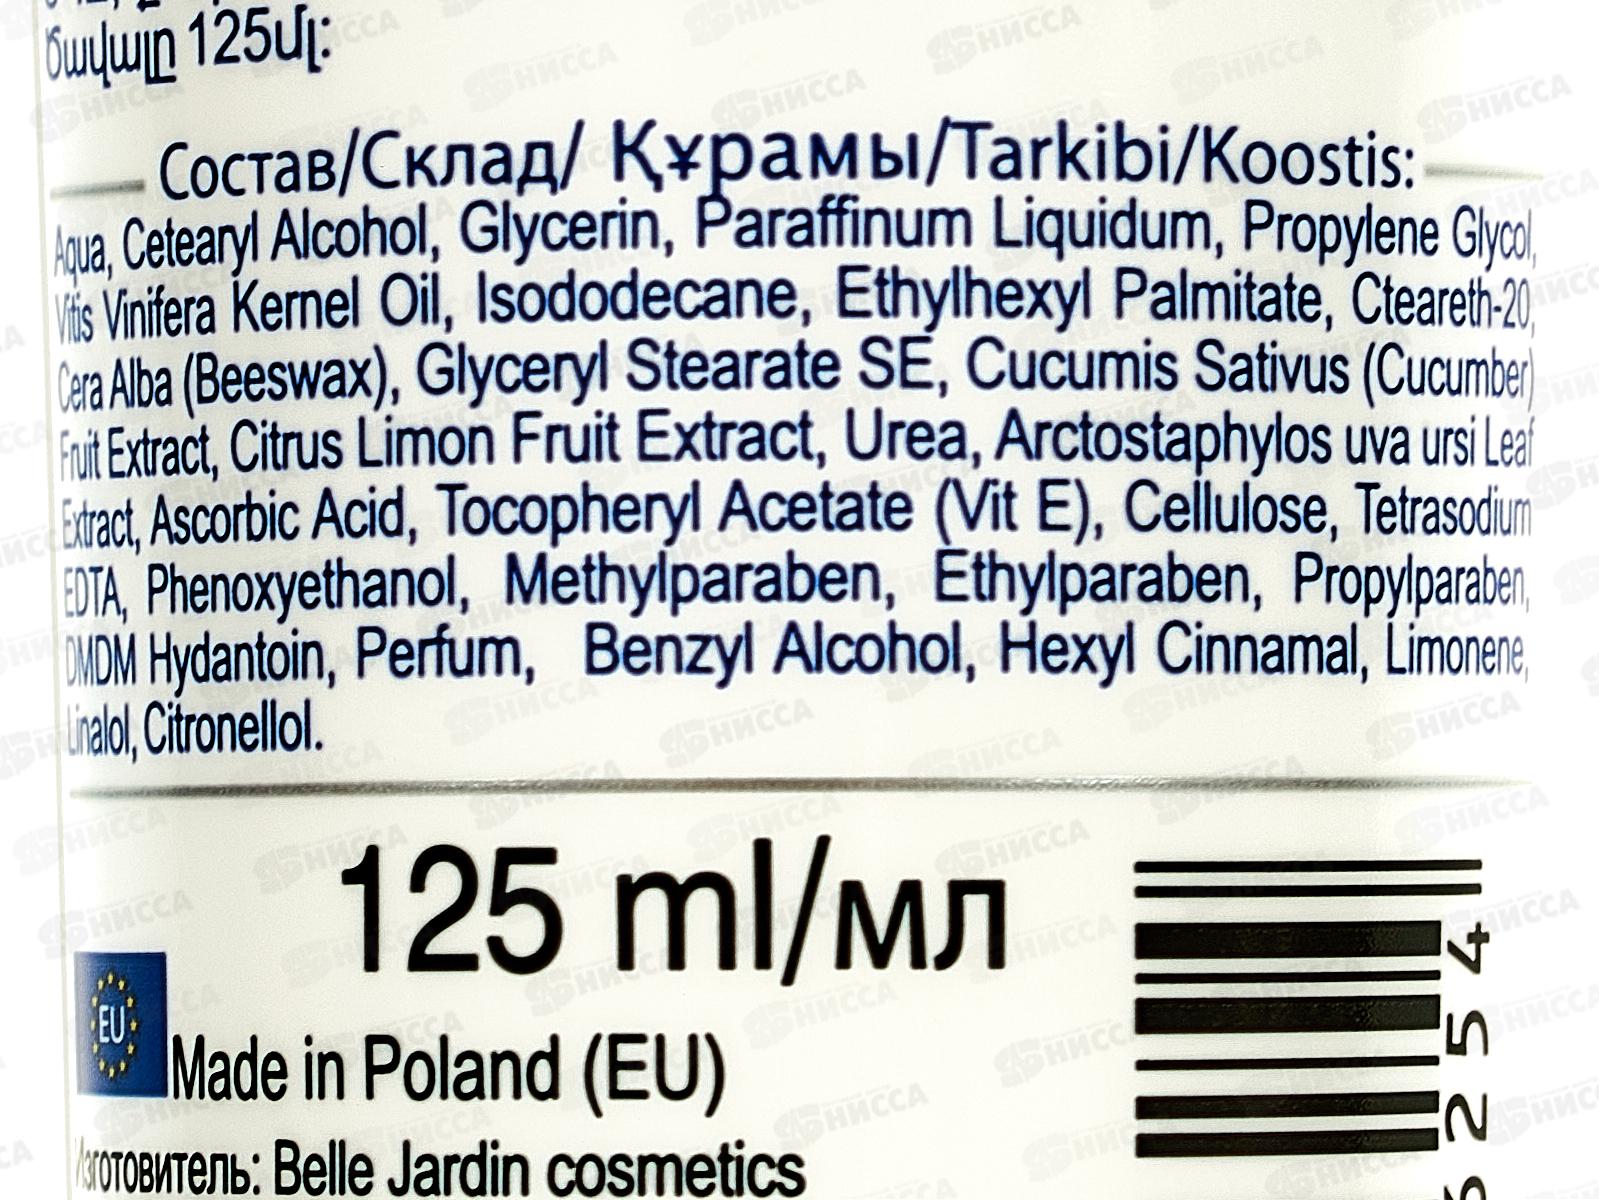 ծավալը 125մլ:
Состав/Склад/ Құрамы/Tarkibi/Koostis:
Aqua, Cetearyl Alcohol, Glycerin, Paraffinum Liquidum, Propylene Glycol,
Vitis Vinifera Kernel Oil, Isododecane, Ethylhexyl Palmitate, Cteareth-20,
Cera Alba (Beeswax), Glyceryl Stearate SE, Cucumis Sativus (Cucumber)
Fruit Extract, Citrus Limon Fruit Extract, Urea, Arctostaphylos uva ursi Leaf
Extract, Ascorbic Acid, Tocopheryl Acetate (Vit E), Cellulose, Tetrasodium
EDTA, Phenoxyethanol, Methylparaben, Ethylparaben, Propylparaben,
DMDM Hydantoin, Perfum, Benzyl Alcohol, Hexyl Cinnamal, Limonene,
Linalol, Citronellol.
125 ml/мл
EU
Made in Poland (EU)
Изготовитель: Belle Jardin cosmetics
6254
НИССА